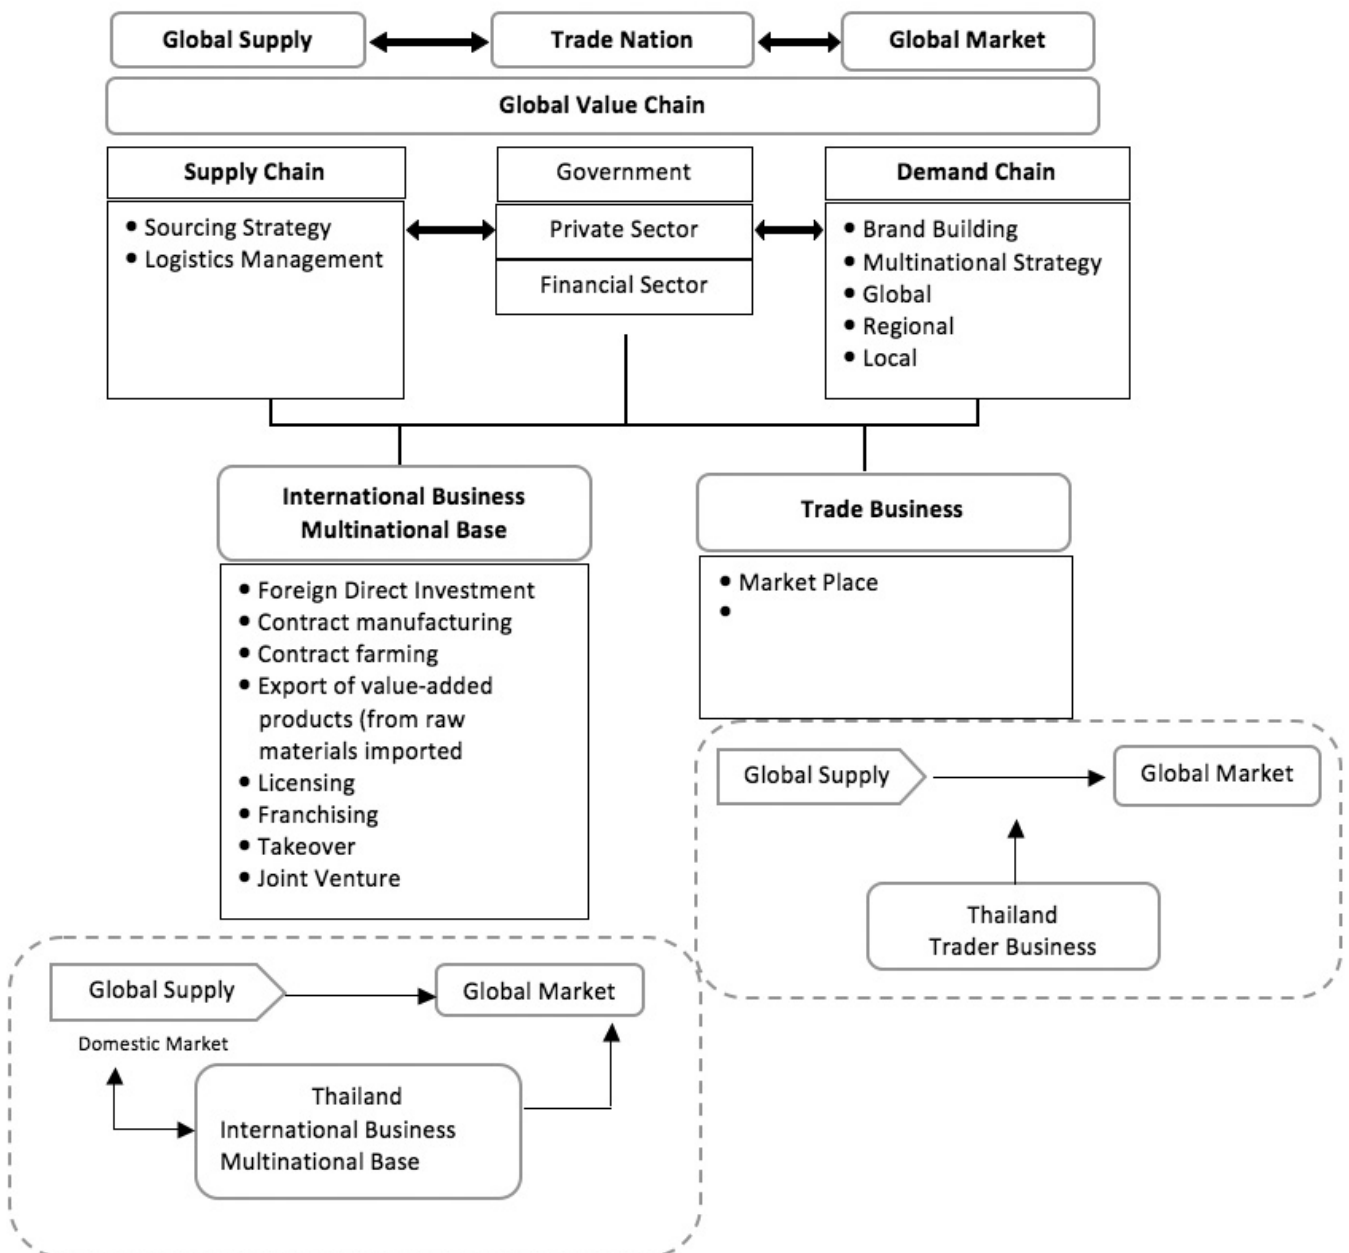 Global Supply
Trade Nation
Global Market
Global Value Chain
Supply Chain
• Sourcing Strategy
• Logistics Management
Government
Private Sector
Financial Sector
Demand Chain
• Brand Building
• Multinational Strategy
• Global
• Regional
• Local
International Business
Multinational Base
• Foreign Direct Investment
• Contract manufacturing
• Contract farming
• Export of value-added
products (from raw
materials imported
• Licensing
• Franchising
• Takeover
• Joint Venture
Trade Business
• Market Place
•
Global Supply
Global Market
Thailand
Trader Business
Global Supply
Global Market
Domestic Market
Thailand
International Business
Multinational Base